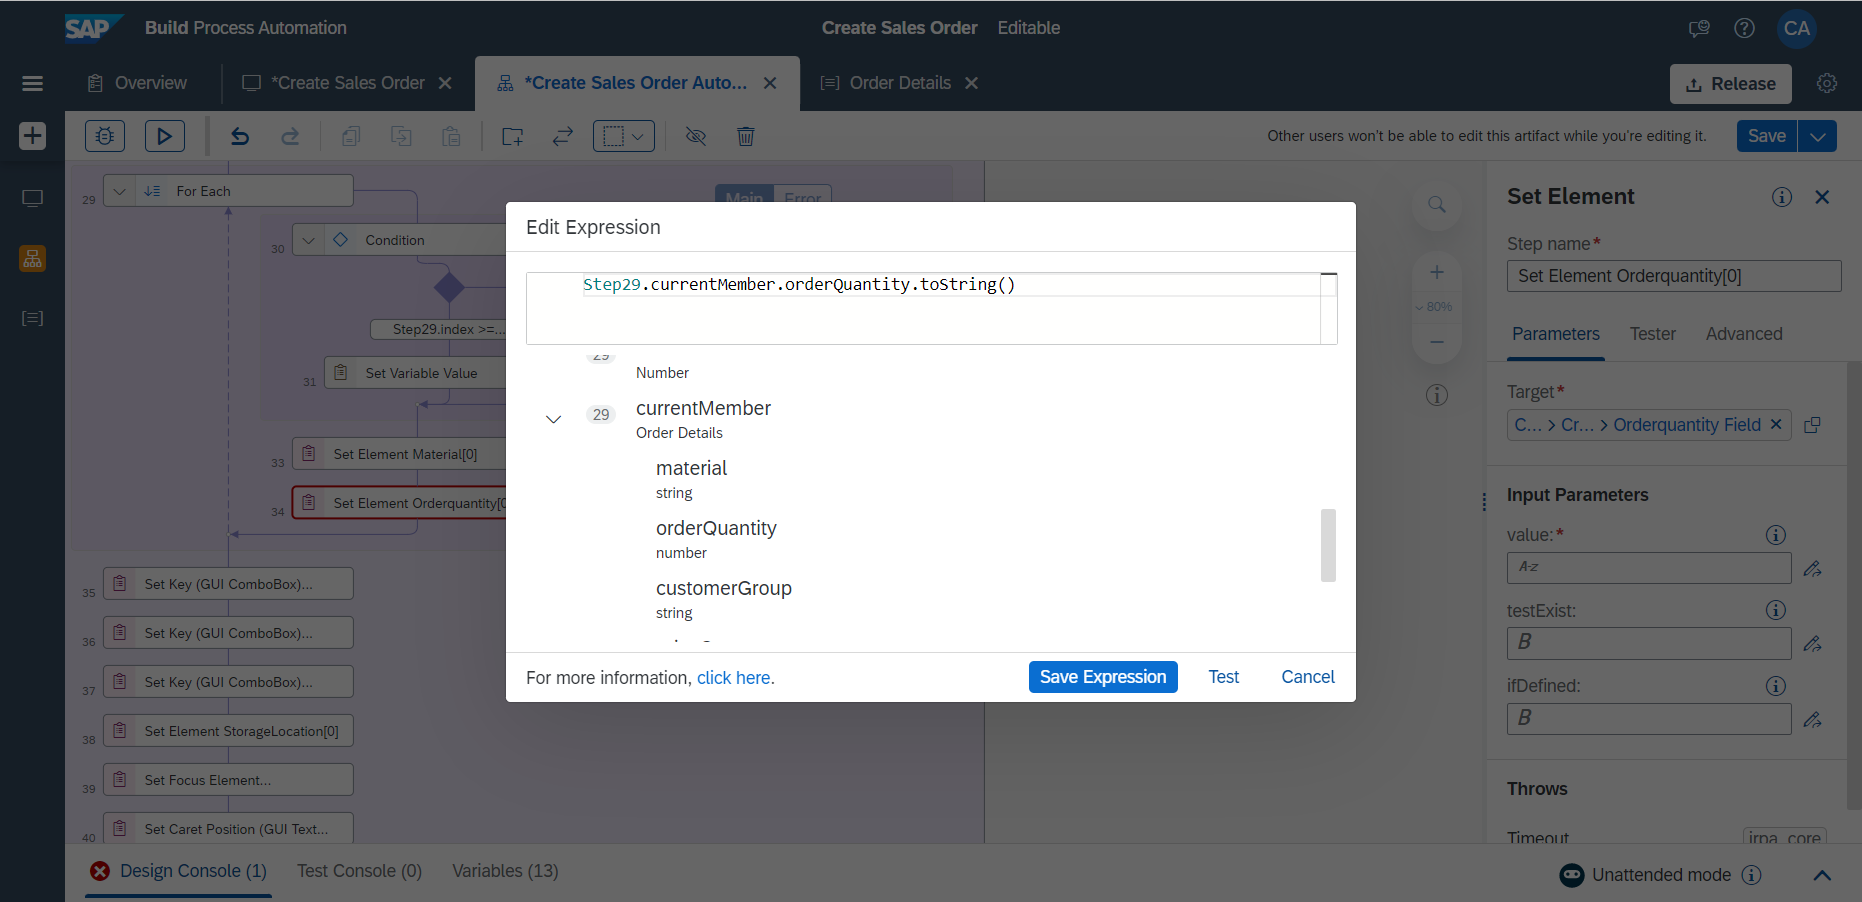 SAP Build Process Automation
Create Sales Order Editable
CA
Overview
*Create Sales Order
*Create Sales Order Auto...
Order Details
Release
Other users won't be able to edit this artifact while you're editing it.
Save
29 For Each
Main Error
30 Condition
Step29.index >=...
31 Set Variable Value
33 Set Element Material[0]
34 Set Element Orderquantity[0
35 Set Key (GUI ComboBox)...
36 Set Key (GUI ComboBox)...
37 Set Key (GUI ComboBox)...
38 Set Element StorageLocation[0]
39 Set Focus Element...
40 Set Caret Position (GUI Text...
Edit Expression
Step29.currentMember.orderQuantity.toString()
29
Number
29 currentMember
Order Details
material
string
orderQuantity
number
customerGroup
string
For more information, click here.
Save Expression
Test
Cancel
80%
Set Element
Step name*
Set Element Orderquantity[0]
Parameters Tester Advanced
Target*
C... > Cr... > Orderquantity Field
Input Parameters
value:*
A-z
testExist:
B
ifDefined:
B
Throws
Timeout irpa_core
Design Console (1) Test Console (0) Variables (13)
Unattended mode